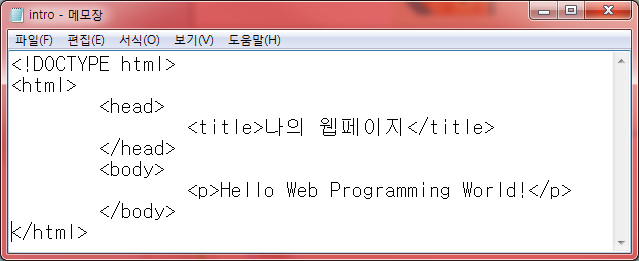 intro - 메모장
파일(F) 편집(E) 서식(O) 보기(V) 도움말(H)
<!DOCTYPE html>
<html>
<head>
<title>나의 웹페이지</title>
</head>
<body>
<p>Hello Web Programming World!</p>
</body>
</html>